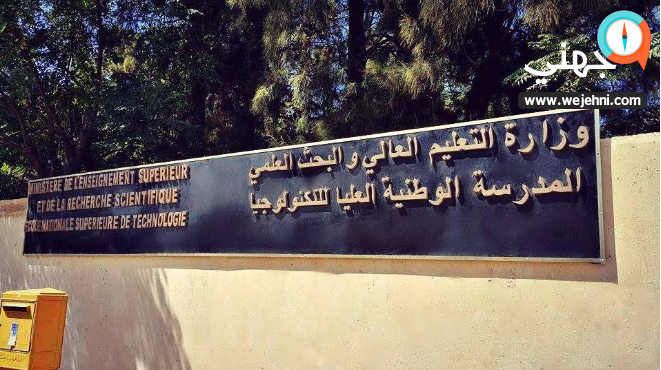 وجهني
www.wejehni.com
وزارة التعليم العالي و البحث العلمي
المدرسة الوطنية العليا للتكنولوجيا
MINISTERE DE L'ENSEIGNEMENT SUPERIEUR
ET DE LA RECHERCHE SCIENTIFIQUE
ECOLE NATIONALE SUPERIEURE DE TECHNOLOGIE